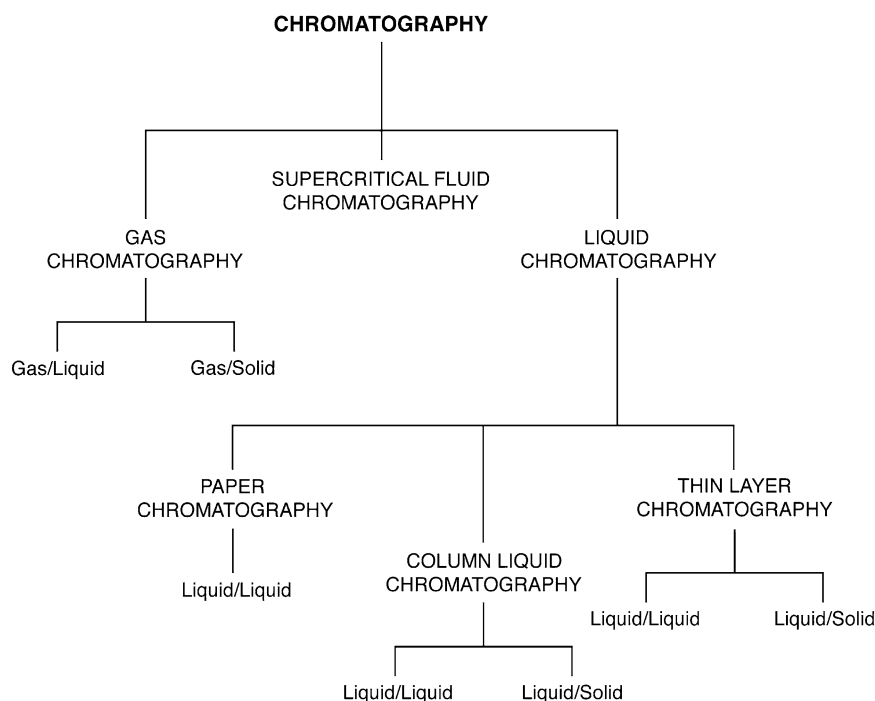 CHROMATOGRAPHY
SUPERCRITICAL FLUID
CHROMATOGRAPHY
GAS
CHROMATOGRAPHY
LIQUID
CHROMATOGRAPHY
Gas/Liquid
Gas/Solid
PAPER
CHROMATOGRAPHY
THIN LAYER
CHROMATOGRAPHY
COLUMN LIQUID
CHROMATOGRAPHY
Liquid/Liquid
Liquid/Liquid
Liquid/Solid
Liquid/Liquid
Liquid/Solid